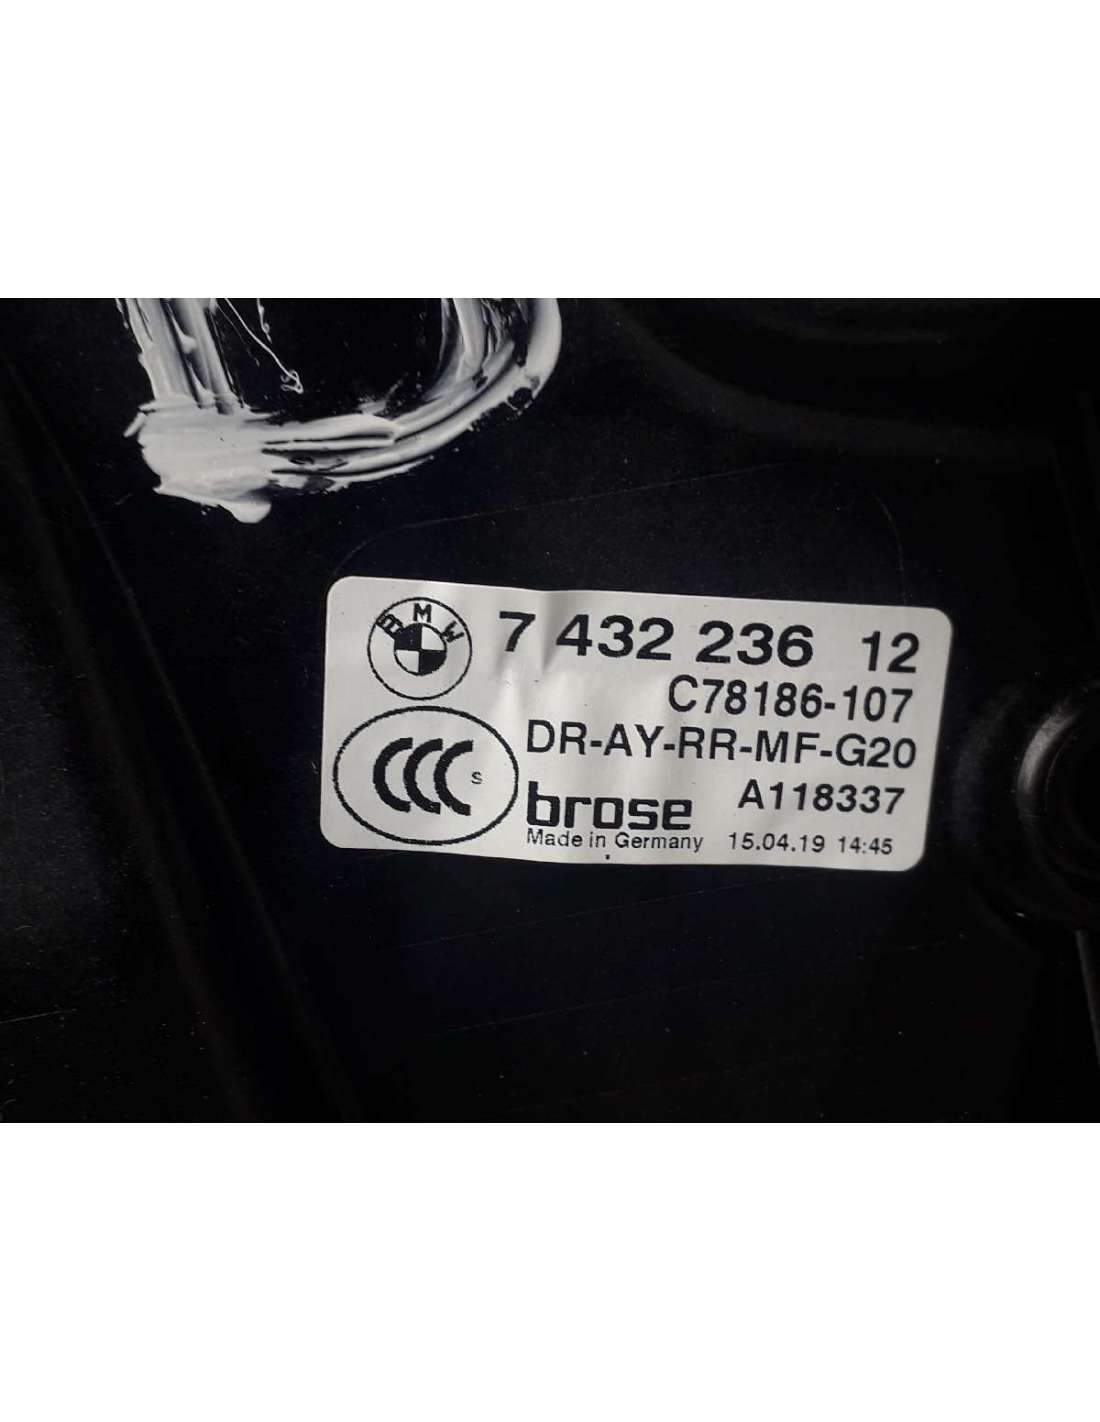 BMW
7 432 236 12
C78186-107
CCC S
DR-AY-RR-MF-G20
brose A118337
Made in Germany 15.04.19 14:45